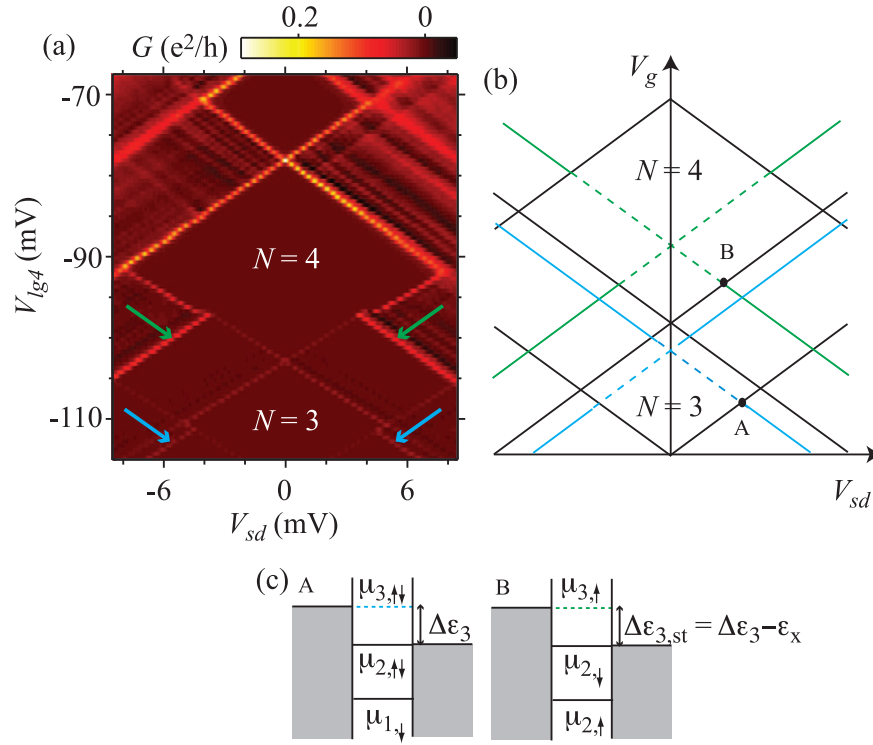 (a)
G (e²/h)
0.2
0
-70
-90
-110
V_lg4 (mV)
N = 4
N = 3
-6
0
6
V_sd (mV)
(b)
V_g
N = 4
B
N = 3
A
V_sd
(c)
A
μ3,↑↓
Δε3
μ2,↑↓
μ1,↓
B
μ3,↑
Δε3,st = Δε3–εx
μ2,↓
μ2,↑